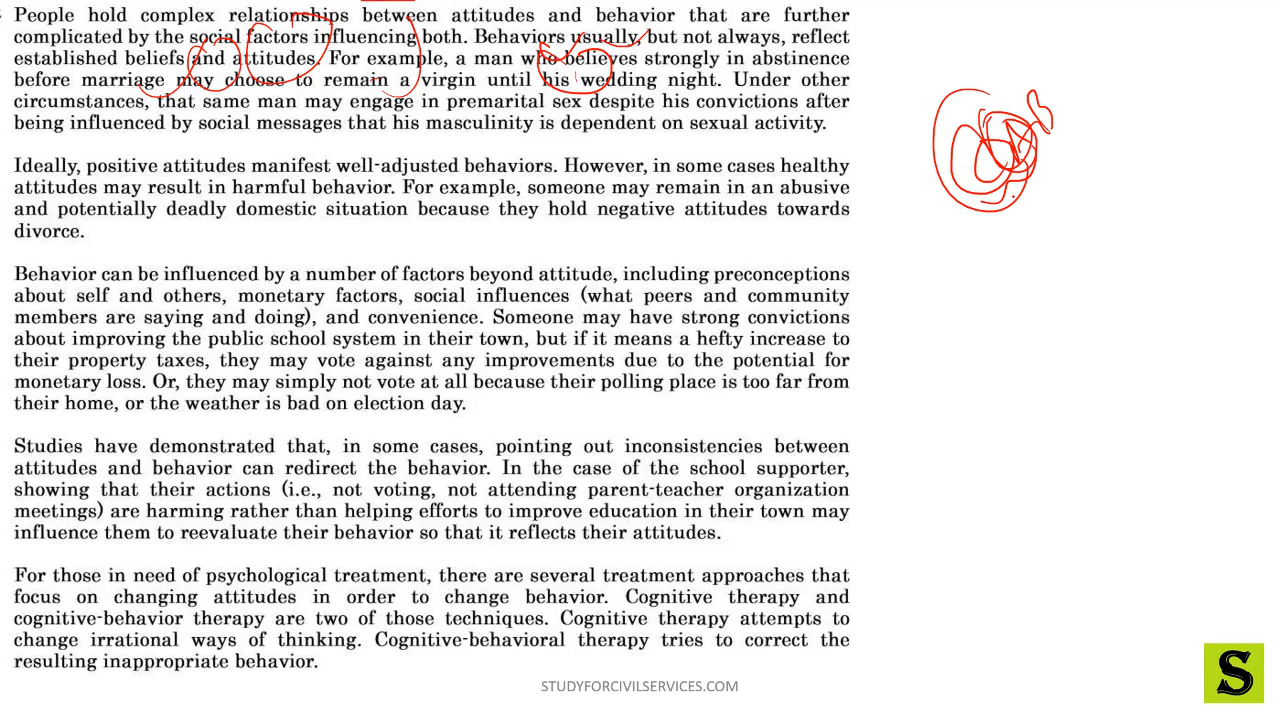 People hold complex relationships between attitudes and behavior that are further
complicated by the social factors influencing both. Behaviors usually, but not always, reflect
established beliefs and attitudes. For example, a man who believes strongly in abstinence
before marriage may choose to remain a virgin until his wedding night. Under other
circumstances, that same man may engage in premarital sex despite his convictions after
being influenced by social messages that his masculinity is dependent on sexual activity.
Ideally, positive attitudes manifest well-adjusted behaviors. However, in some cases healthy
attitudes may result in harmful behavior. For example, someone may remain in an abusive
and potentially deadly domestic situation because they hold negative attitudes towards
divorce.
Behavior can be influenced by a number of factors beyond attitude, including preconceptions
about self and others, monetary factors, social influences (what peers and community
members are saying and doing), and convenience. Someone may have strong convictions
about improving the public school system in their town, but if it means a hefty increase to
their property taxes, they may vote against any improvements due to the potential for
monetary loss. Or, they may simply not vote at all because their polling place is too far from
their home, or the weather is bad on election day.
Studies have demonstrated that, in some cases, pointing out inconsistencies between
attitudes and behavior can redirect the behavior. In the case of the school supporter,
showing that their actions (i.e., not voting, not attending parent-teacher organization
meetings) are harming rather than helping efforts to improve education in their town may
influence them to reevaluate their behavior so that it reflects their attitudes.
For those in need of psychological treatment, there are several treatment approaches that
focus on changing attitudes in order to change behavior. Cognitive therapy and
cognitive-behavior therapy are two of those techniques. Cognitive therapy attempts to
change irrational ways of thinking. Cognitive-behavioral therapy tries to correct the
resulting inappropriate behavior.
STUDYFORCIVILSERVICES.COM
S